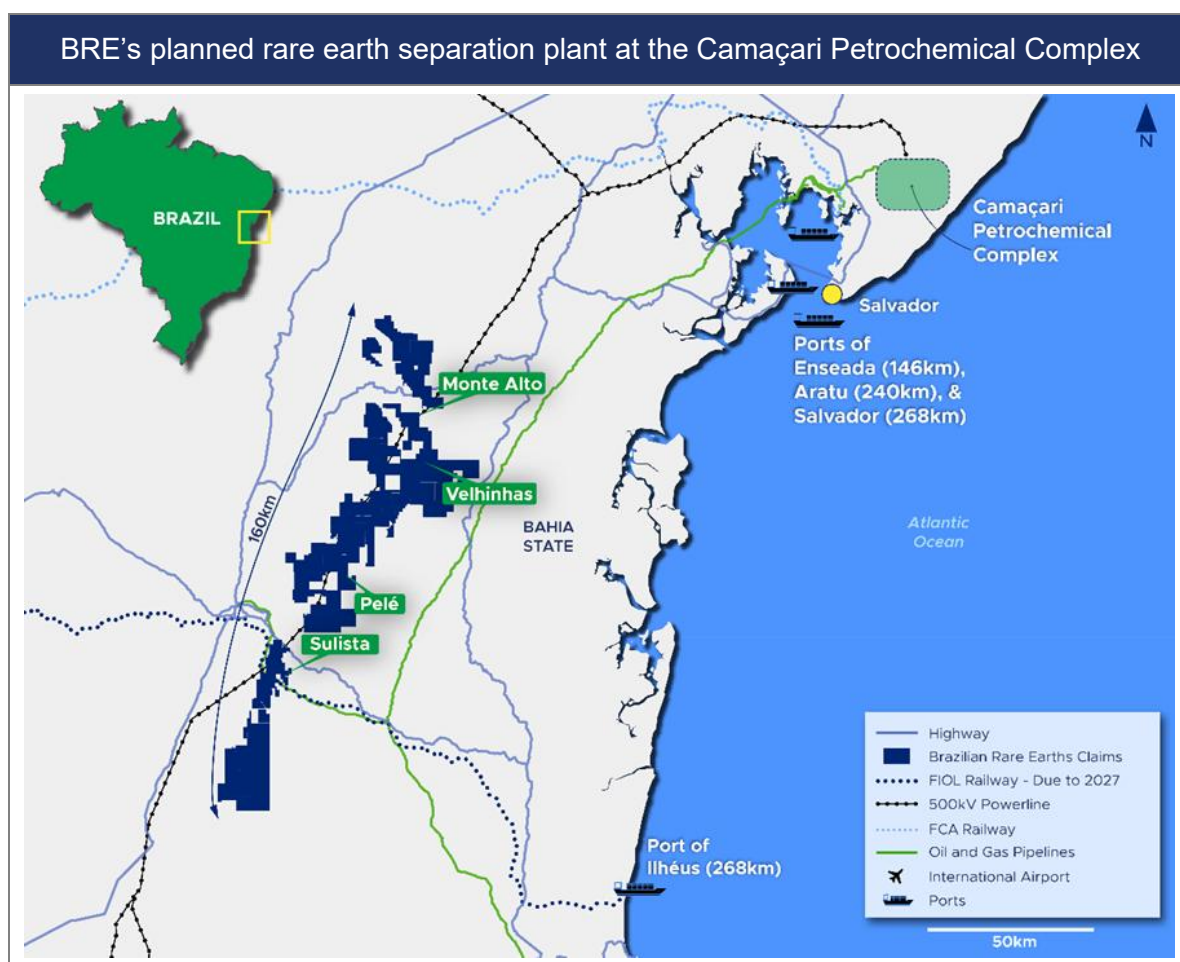 BRE’s planned rare earth separation plant at the Camaçari Petrochemical Complex
N
BRAZIL
Camaçari
Petrochemical
Complex
Salvador
Ports of
Enseada (146km),
Aratu (240km), &
Salvador (268km)
Monte Alto
Velhinhas
160km
BAHIA
STATE
Atlantic
Ocean
Pelé
Sulista
Port of
Ilhéus (268km)
Highway
Brazilian Rare Earths Claims
FIOL Railway - Due to 2027
500kV Powerline
FCA Railway
Oil and Gas Pipelines
International Airport
Ports
50km